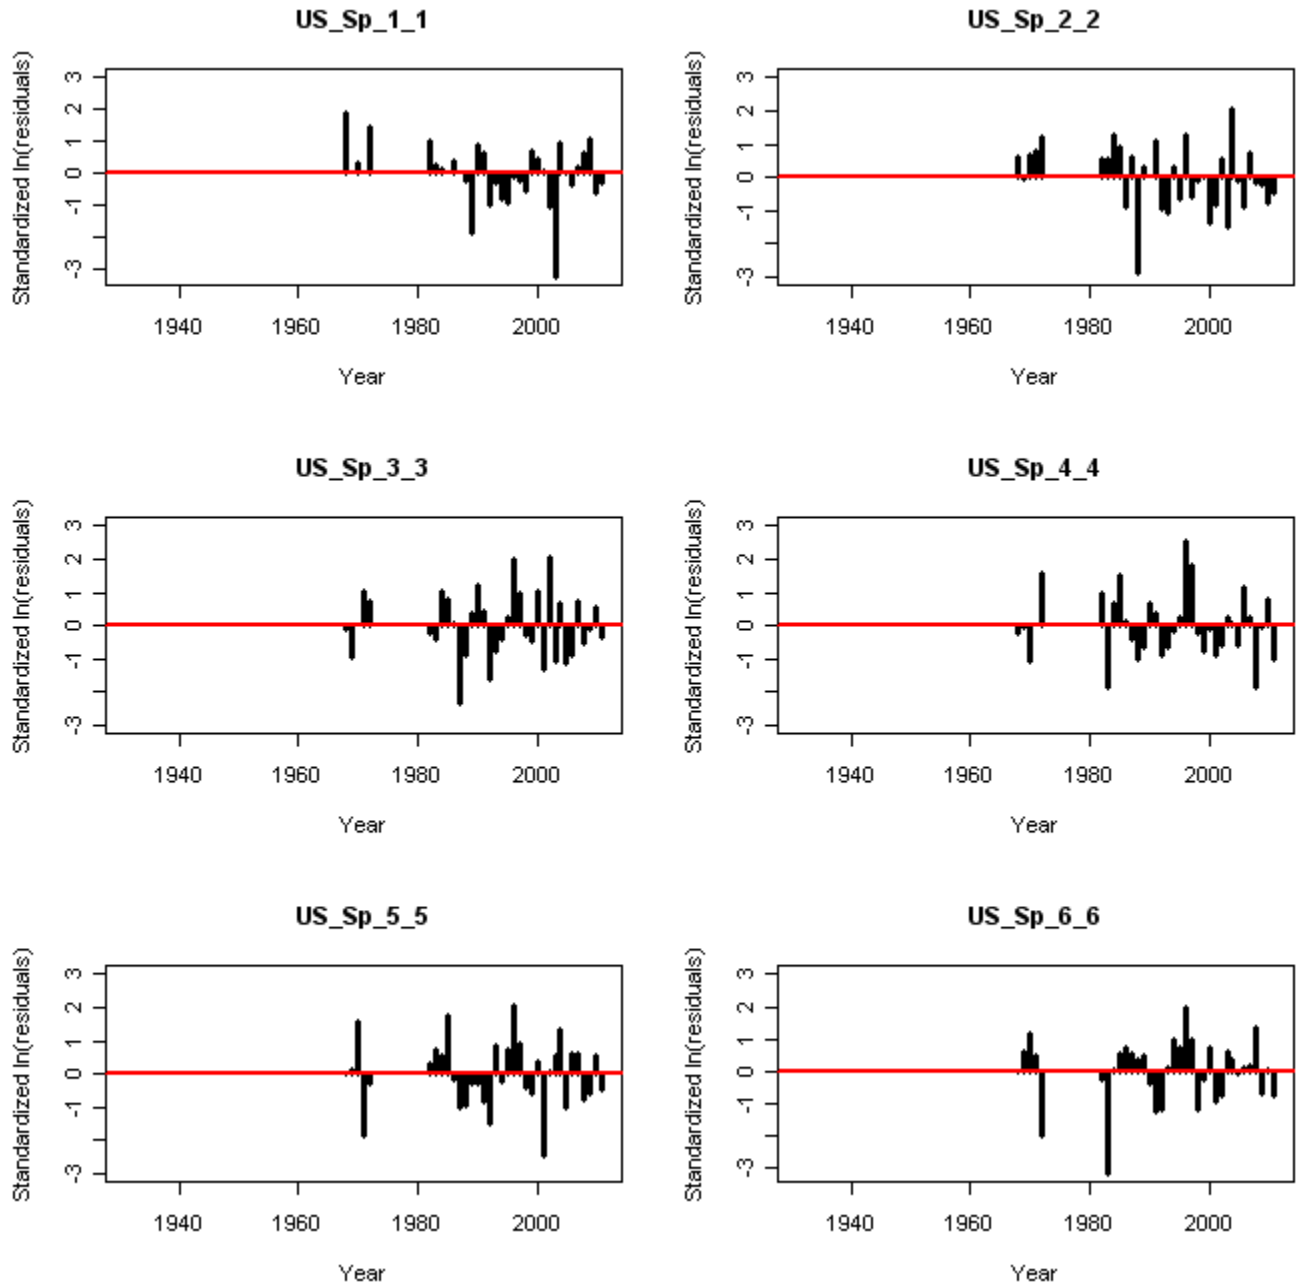 US_Sp_1_1
Standardized ln(residuals)
3
2
1
0
-1
-3
1940 1960 1980 2000
Year
US_Sp_2_2
Standardized ln(residuals)
3
2
1
0
-1
-3
1940 1960 1980 2000
Year
US_Sp_3_3
Standardized ln(residuals)
3
2
1
0
-1
-3
1940 1960 1980 2000
Year
US_Sp_4_4
Standardized ln(residuals)
3
2
1
0
-1
-3
1940 1960 1980 2000
Year
US_Sp_5_5
Standardized ln(residuals)
3
2
1
0
-1
-3
1940 1960 1980 2000
Year
US_Sp_6_6
Standardized ln(residuals)
3
2
1
0
-1
-3
1940 1960 1980 2000
Year